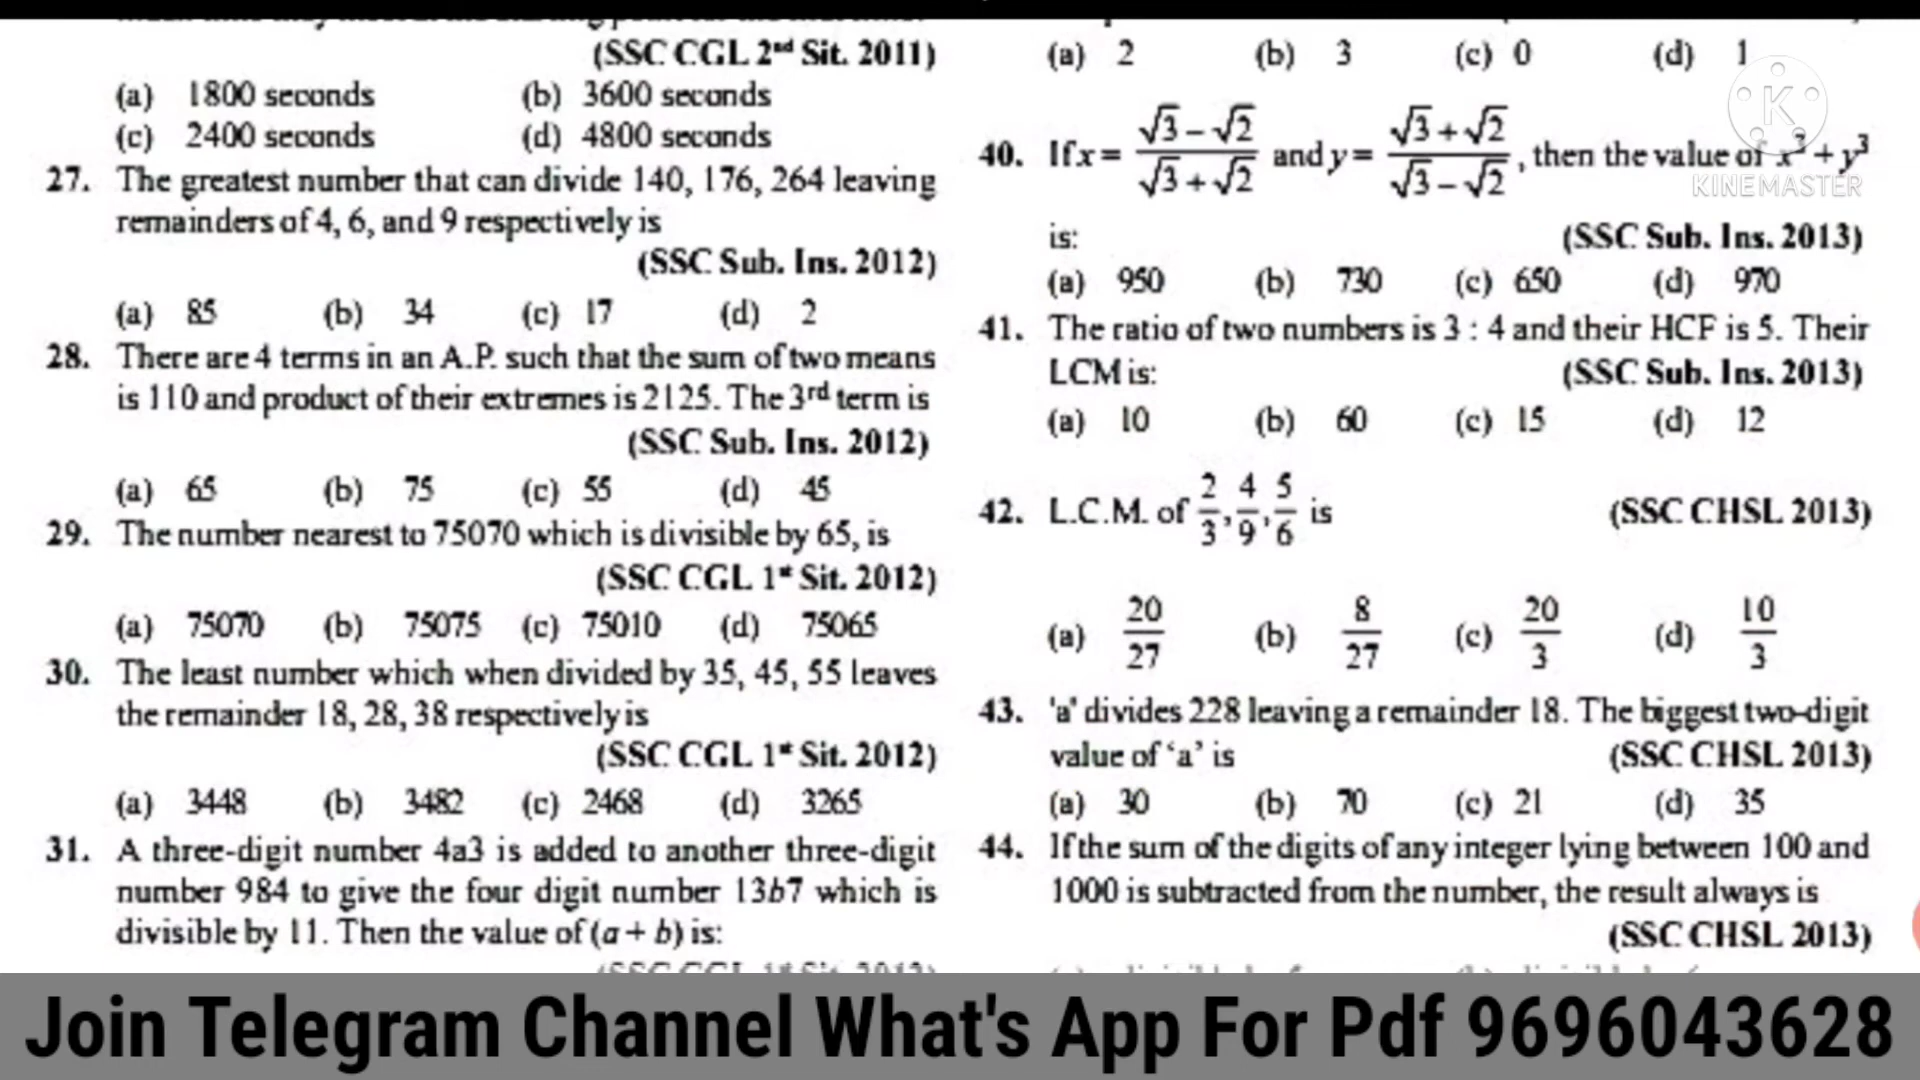 (SSC CGL 2nd Sit. 2011)
(a) 1800 seconds (b) 3600 seconds
(c) 2400 seconds (d) 4800 seconds
27. The greatest number that can divide 140, 176, 264 leaving
remainders of 4, 6, and 9 respectively is
(SSC Sub. Ins. 2012)
(a) 85 (b) 34 (c) 17 (d) 2
28. There are 4 terms in an A.P. such that the sum of two means
is 110 and product of their extremes is 2125. The 3rd term is
(SSC Sub. Ins. 2012)
(a) 65 (b) 75 (c) 55 (d) 45
29. The number nearest to 75070 which is divisible by 65, is
(SSC CGL 1st Sit. 2012)
(a) 75070 (b) 75075 (c) 75010 (d) 75065
30. The least number which when divided by 35, 45, 55 leaves
the remainder 18, 28, 38 respectively is
(SSC CGL 1st Sit. 2012)
(a) 3448 (b) 3482 (c) 2468 (d) 3265
31. A three-digit number 4a3 is added to another three-digit
number 984 to give the four digit number 13b7 which is
divisible by 11. Then the value of (a + b) is:
(a) 2 (b) 3 (c) 0 (d) 1
40. If x = (√3 − √2)/(√3 + √2) and y = (√3 + √2)/(√3 − √2), then the value of x³ + y³
is: (SSC Sub. Ins. 2013)
(a) 950 (b) 730 (c) 650 (d) 970
41. The ratio of two numbers is 3 : 4 and their HCF is 5. Their
LCM is: (SSC Sub. Ins. 2013)
(a) 10 (b) 60 (c) 15 (d) 12
42. L.C.M. of 2/3, 4/9, 5/6 is (SSC CHSL 2013)
(a) 20/27 (b) 8/27 (c) 20/3 (d) 10/3
43. 'a' divides 228 leaving a remainder 18. The biggest two-digit
value of 'a' is (SSC CHSL 2013)
(a) 30 (b) 70 (c) 21 (d) 35
44. If the sum of the digits of any integer lying between 100 and
1000 is subtracted from the number, the result always is
(SSC CHSL 2013)
K
KINEMASTER
Join Telegram Channel What's App For Pdf 9696043628